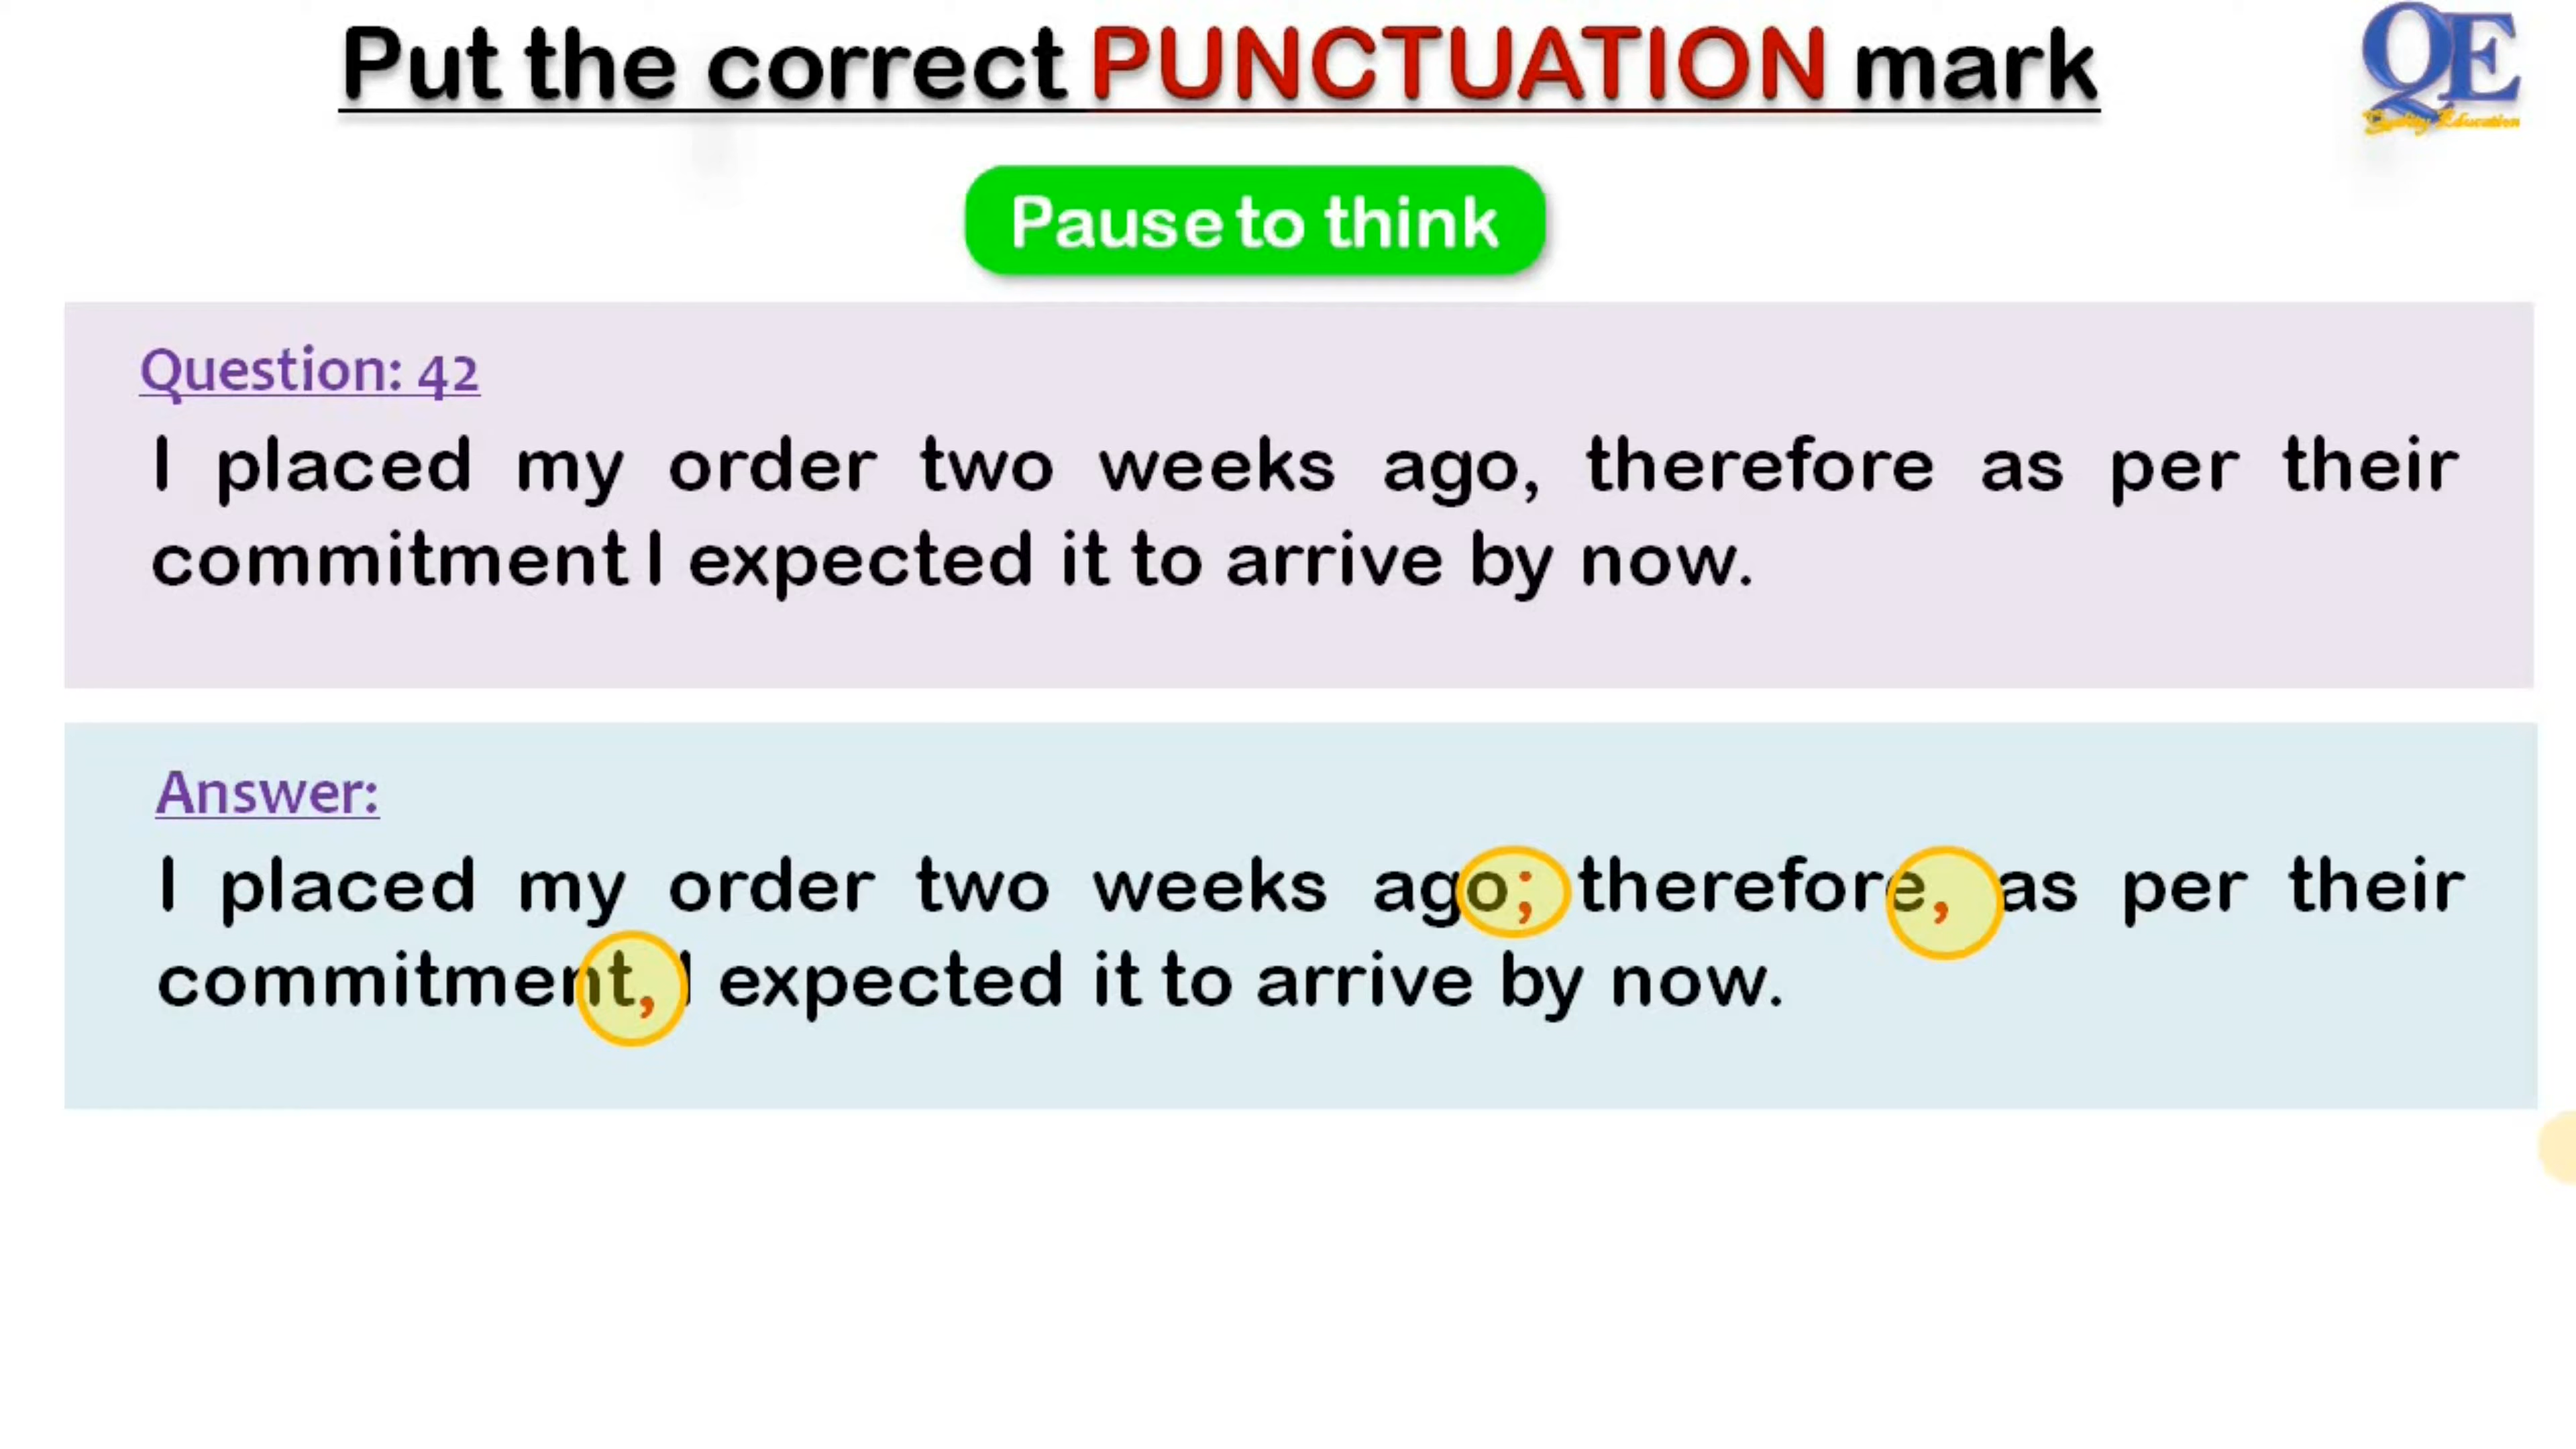 Put the correct PUNCTUATION mark
QE
Quality Education
Pause to think
Question: 42
I placed my order two weeks ago, therefore as per their
commitment I expected it to arrive by now.
Answer:
I placed my order two weeks ago; therefore, as per their
commitment, I expected it to arrive by now.